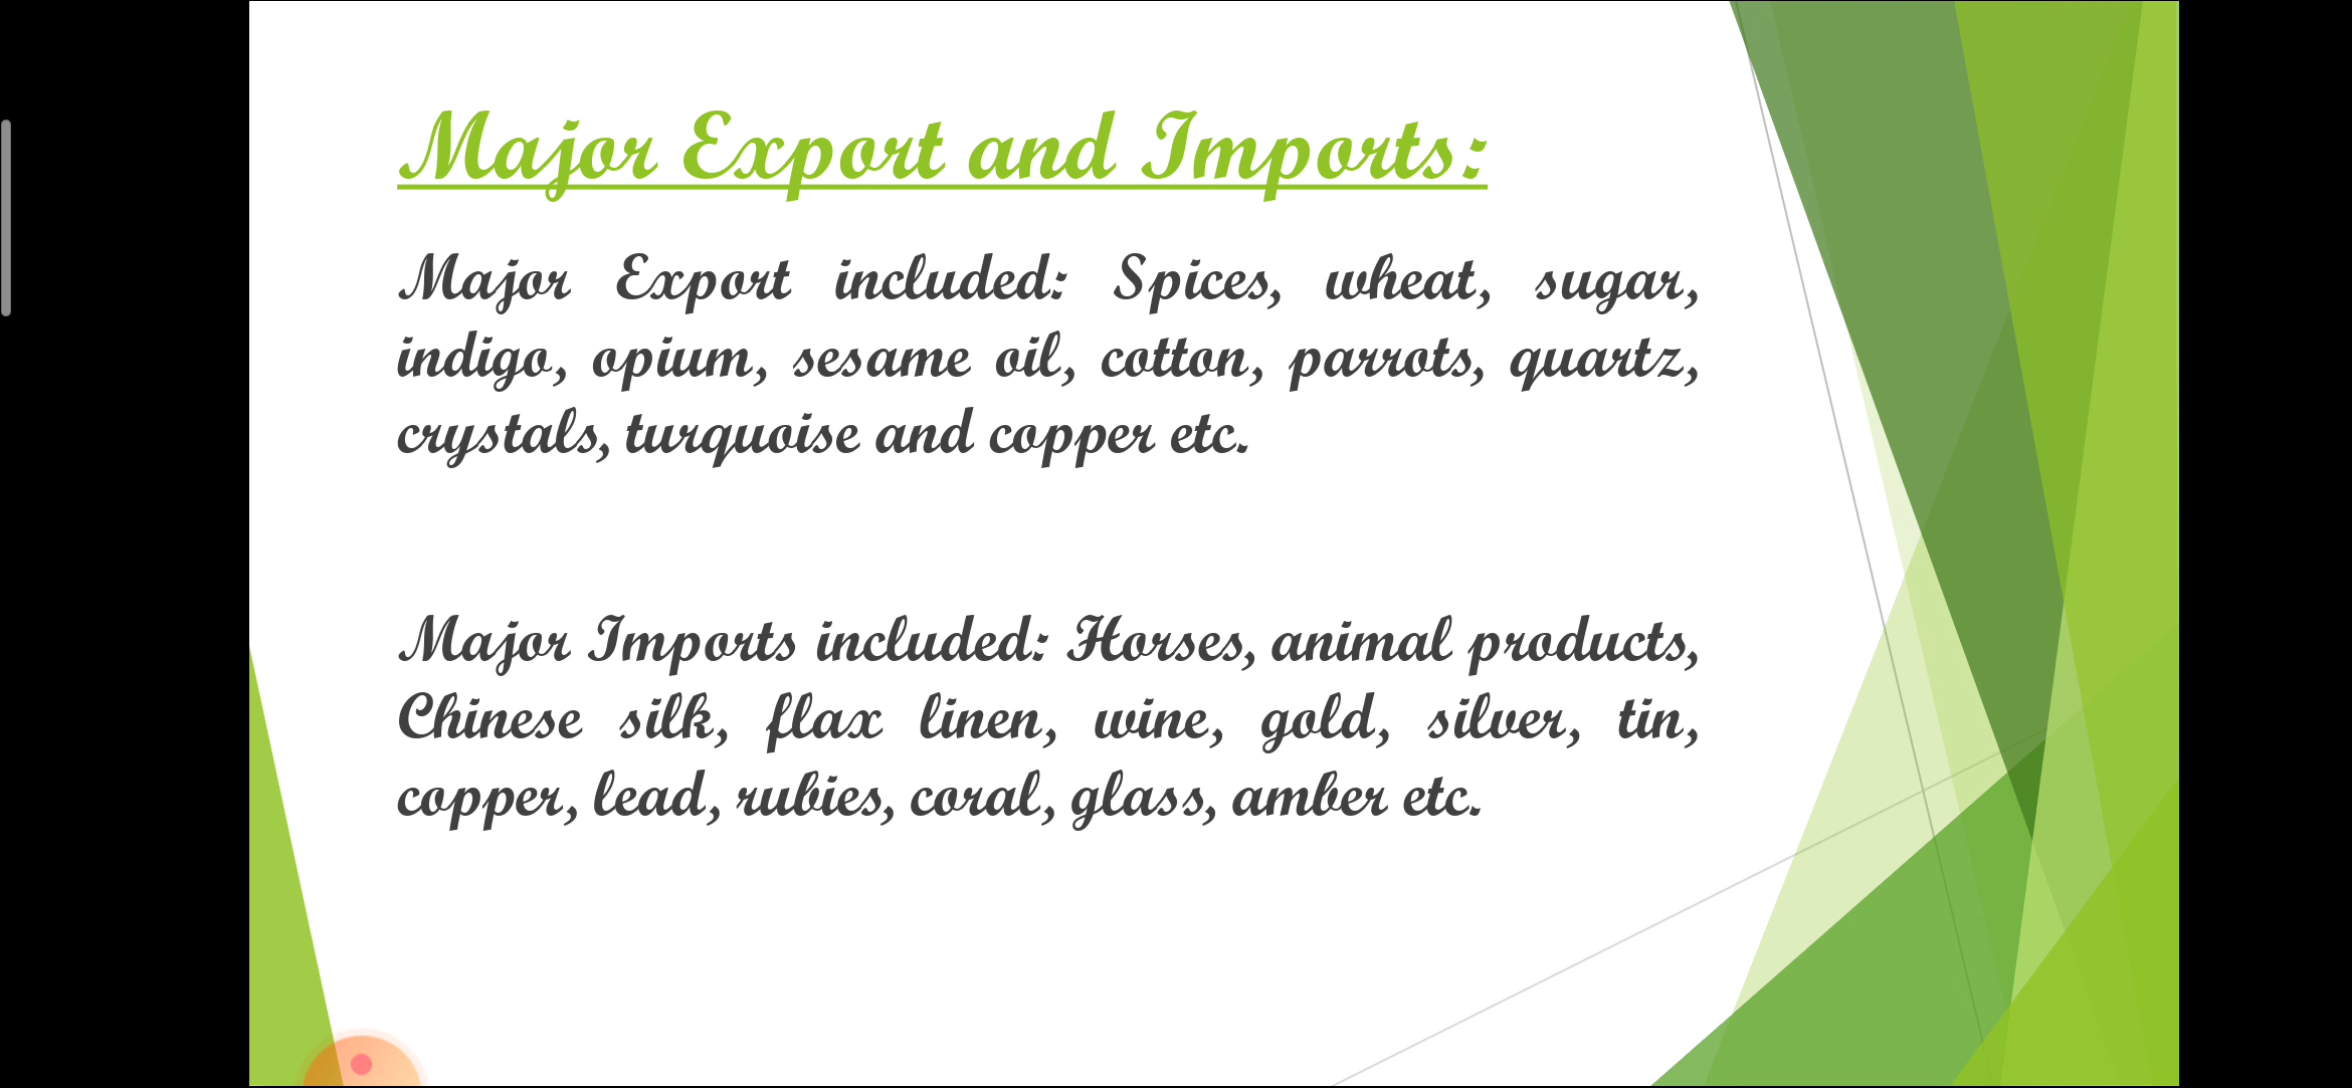 Major Export and Imports:
Major Export included: Spices, wheat, sugar,
indigo, opium, sesame oil, cotton, parrots, quartz,
crystals, turquoise and copper etc.
Major Imports included: Horses, animal products,
Chinese silk, flax linen, wine, gold, silver, tin,
copper, lead, rubies, coral, glass, amber etc.